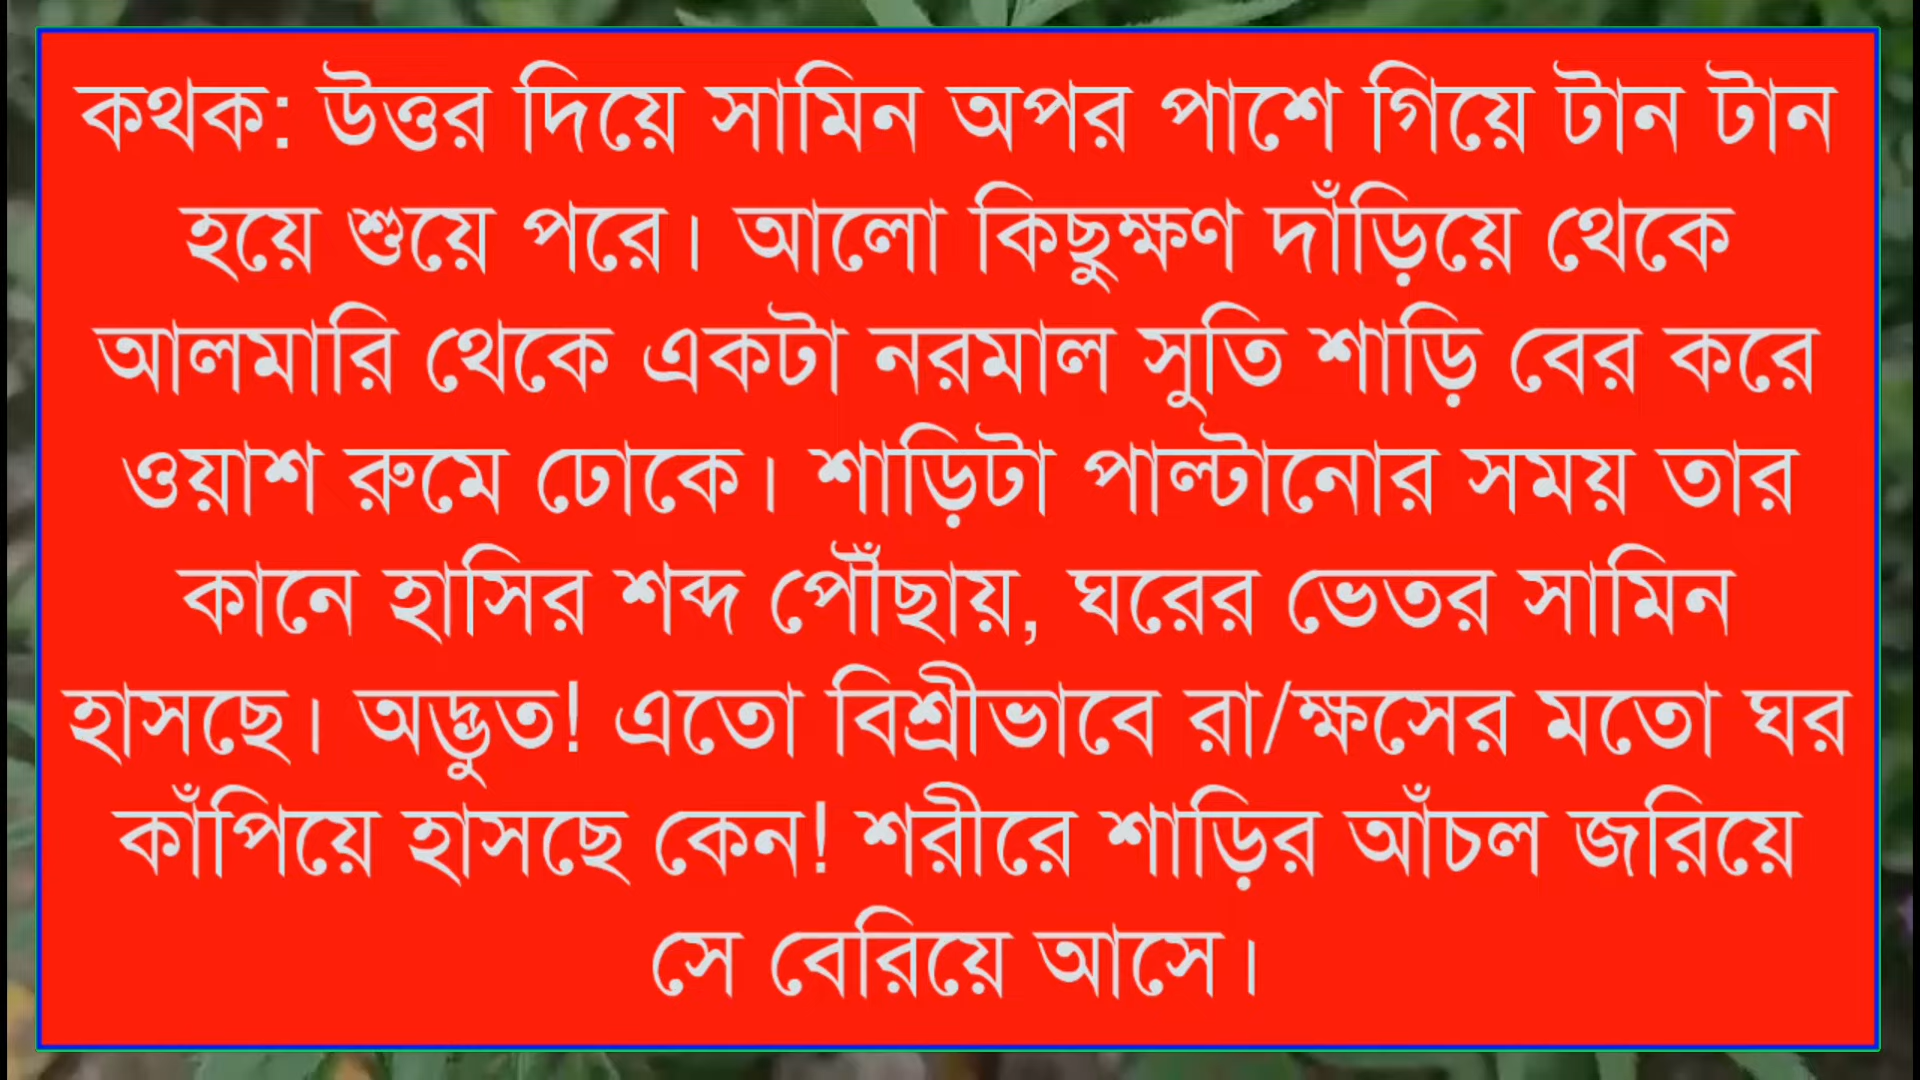 কথক: উত্তর দিয়ে সামিন অপর পাশে গিয়ে টান টান
হয়ে শুয়ে পরে। আলো কিছুক্ষণ দাঁড়িয়ে থেকে
আলমারি থেকে একটা নরমাল সুতি শাড়ি বের করে
ওয়াশ রুমে ঢোকে। শাড়িটা পাল্টানোর সময় তার
কানে হাসির শব্দ পৌঁছায়, ঘরের ভেতর সামিন
হাসছে। অদ্ভুত! এতো বিশ্রীভাবে রা/ক্ষসের মতো ঘর
কাঁপিয়ে হাসছে কেন! শরীরে শাড়ির আঁচল জরিয়ে
সে বেরিয়ে আসে।